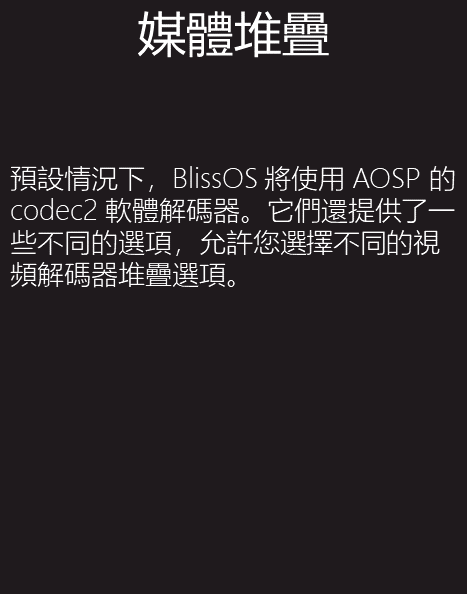 媒體堆疊
預設情況下，BlissOS 將使用 AOSP 的
codec2 軟體解碼器。它們還提供了一
些不同的選項，允許您選擇不同的視
頻解碼器堆疊選項。